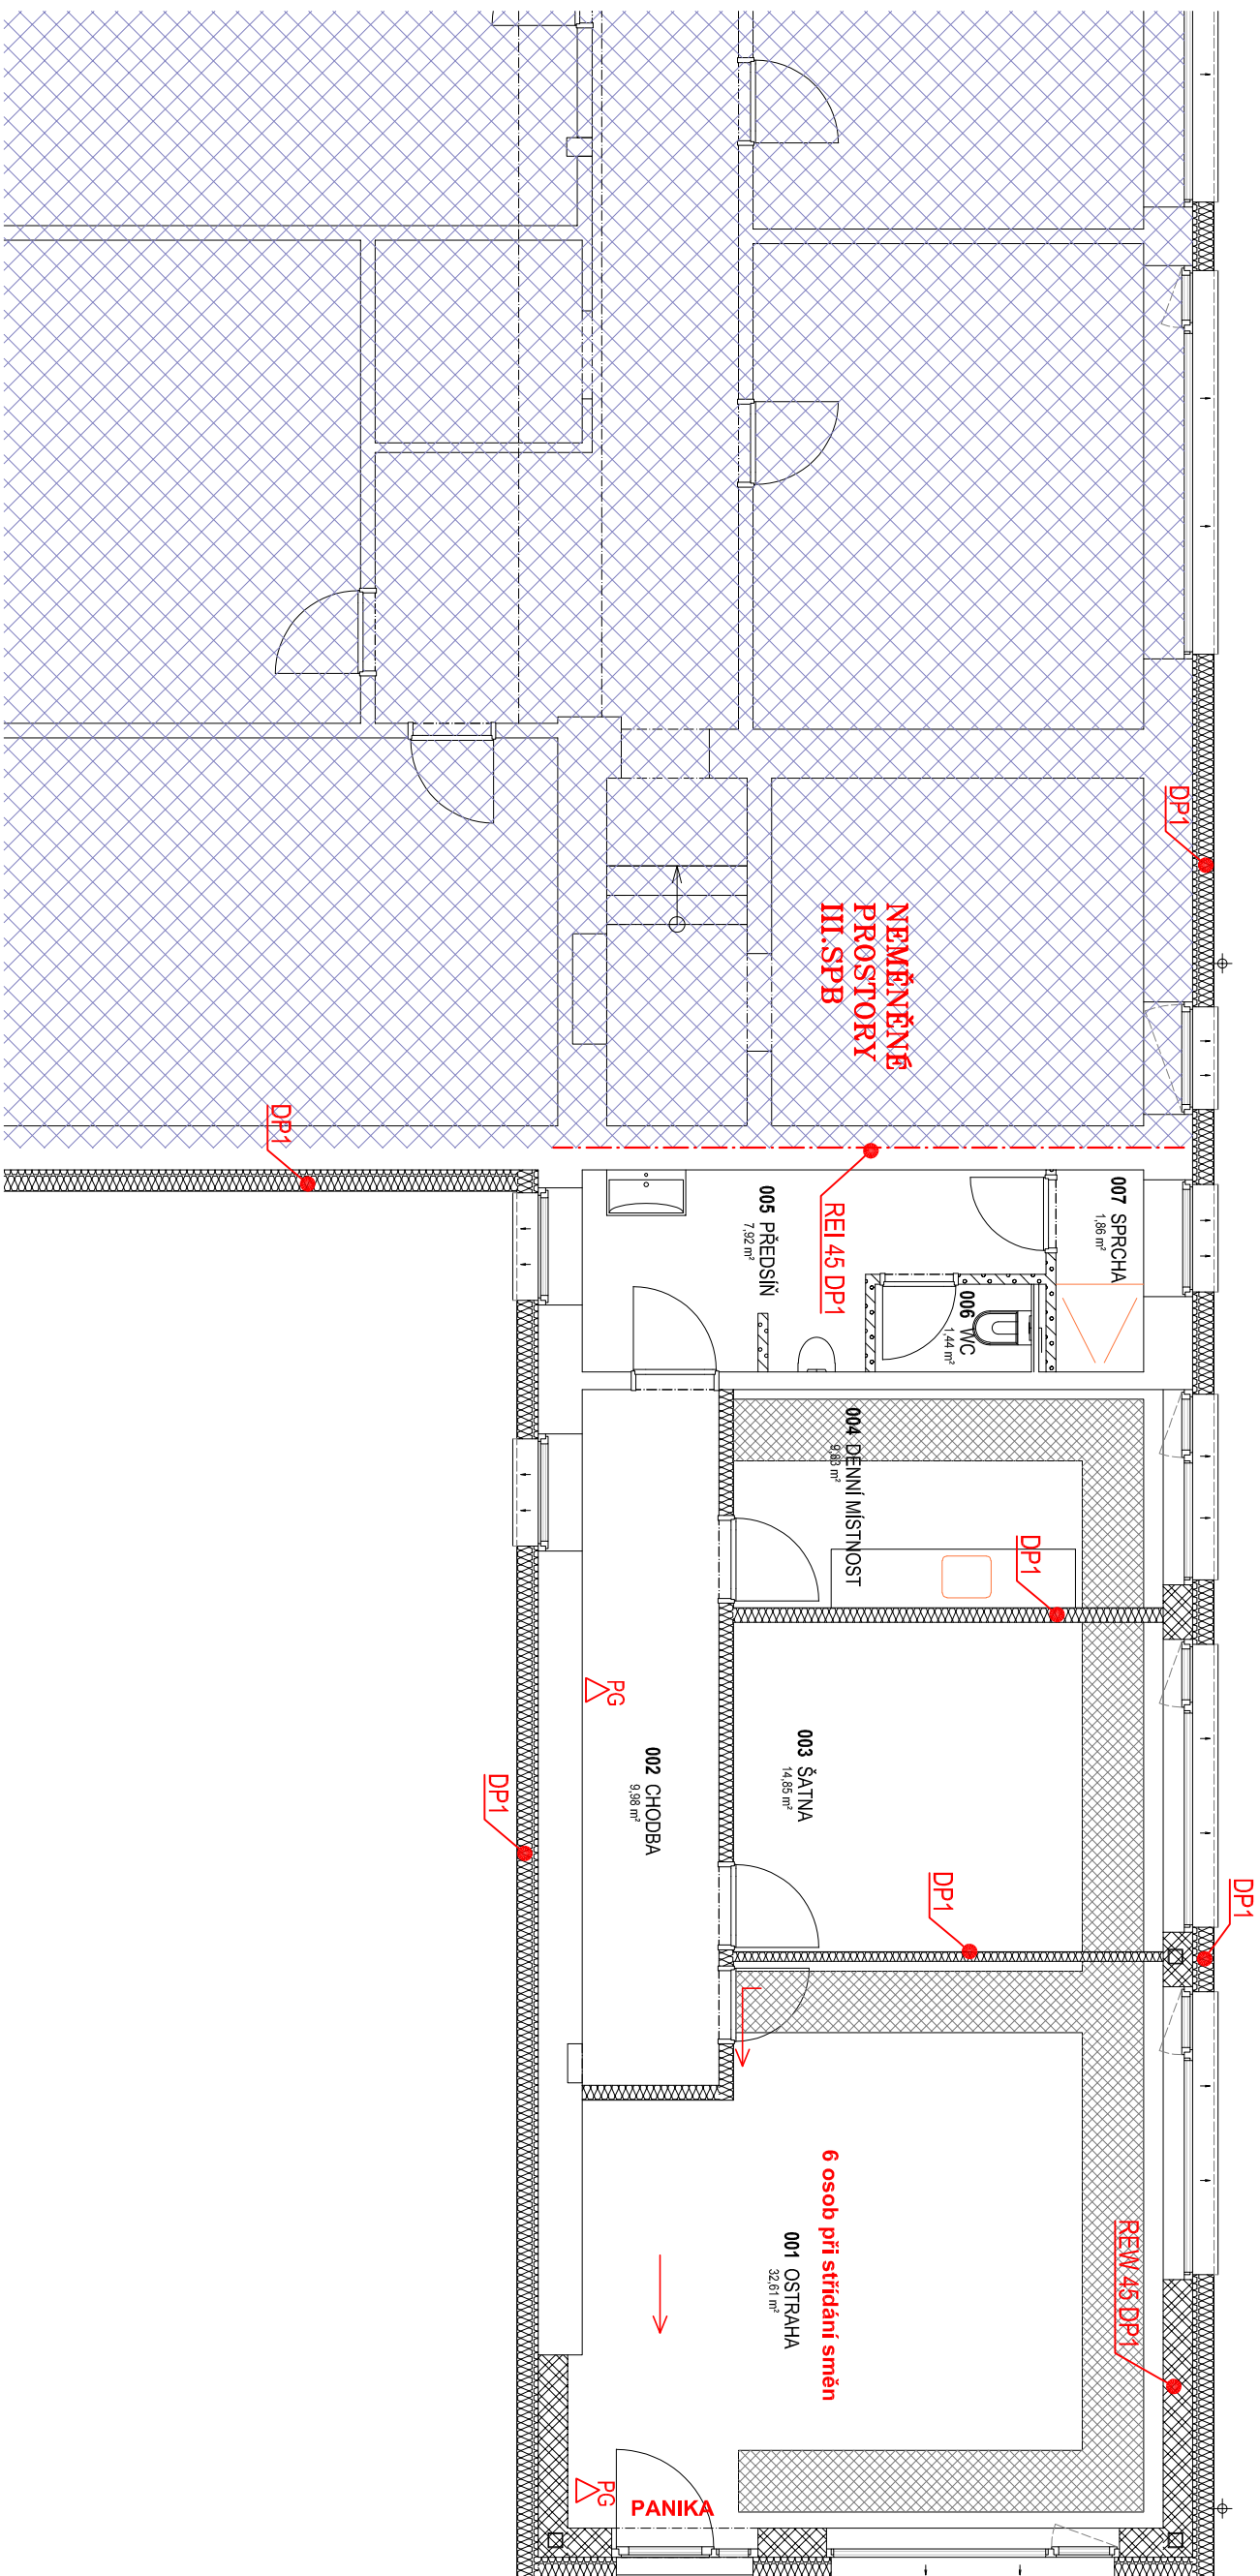 DP1
NEMĚNĚNÉ
PROSTORY
III.SPB
DP1
REI 45 DP1
007 SPRCHA
1,86 m²
005 PŘEDSÍŇ
7,92 m²
006 WC
1,44 m²
004 DENNÍ MÍSTNOST
9,83 m²
DP1
PG
003 ŠATNA
14,85 m²
002 CHODBA
9,98 m²
DP1
DP1
DP1
6 osob při střídání směn
001 OSTRAHA
32,61 m²
REW 45 DP1
PG
PANIKA